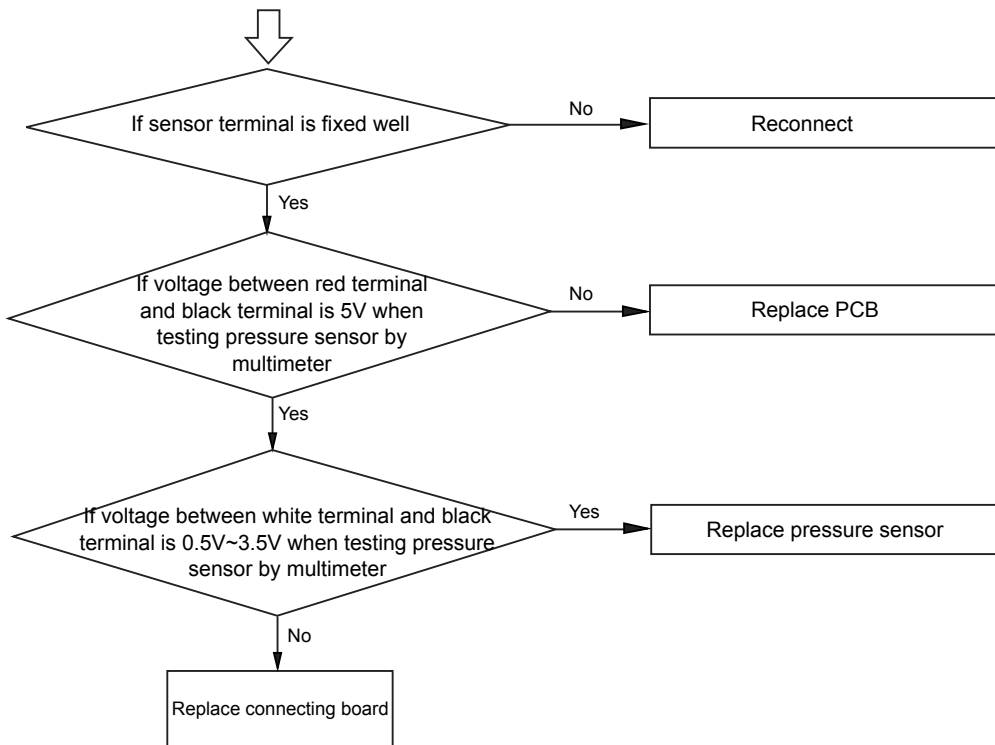 If sensor terminal is fixed well
No
Reconnect
Yes
If voltage between red terminal
and black terminal is 5V when
testing pressure sensor by
multimeter
No
Replace PCB
Yes
If voltage between white terminal and black
terminal is 0.5V~3.5V when testing pressure
sensor by multimeter
Yes
Replace pressure sensor
No
Replace connecting board